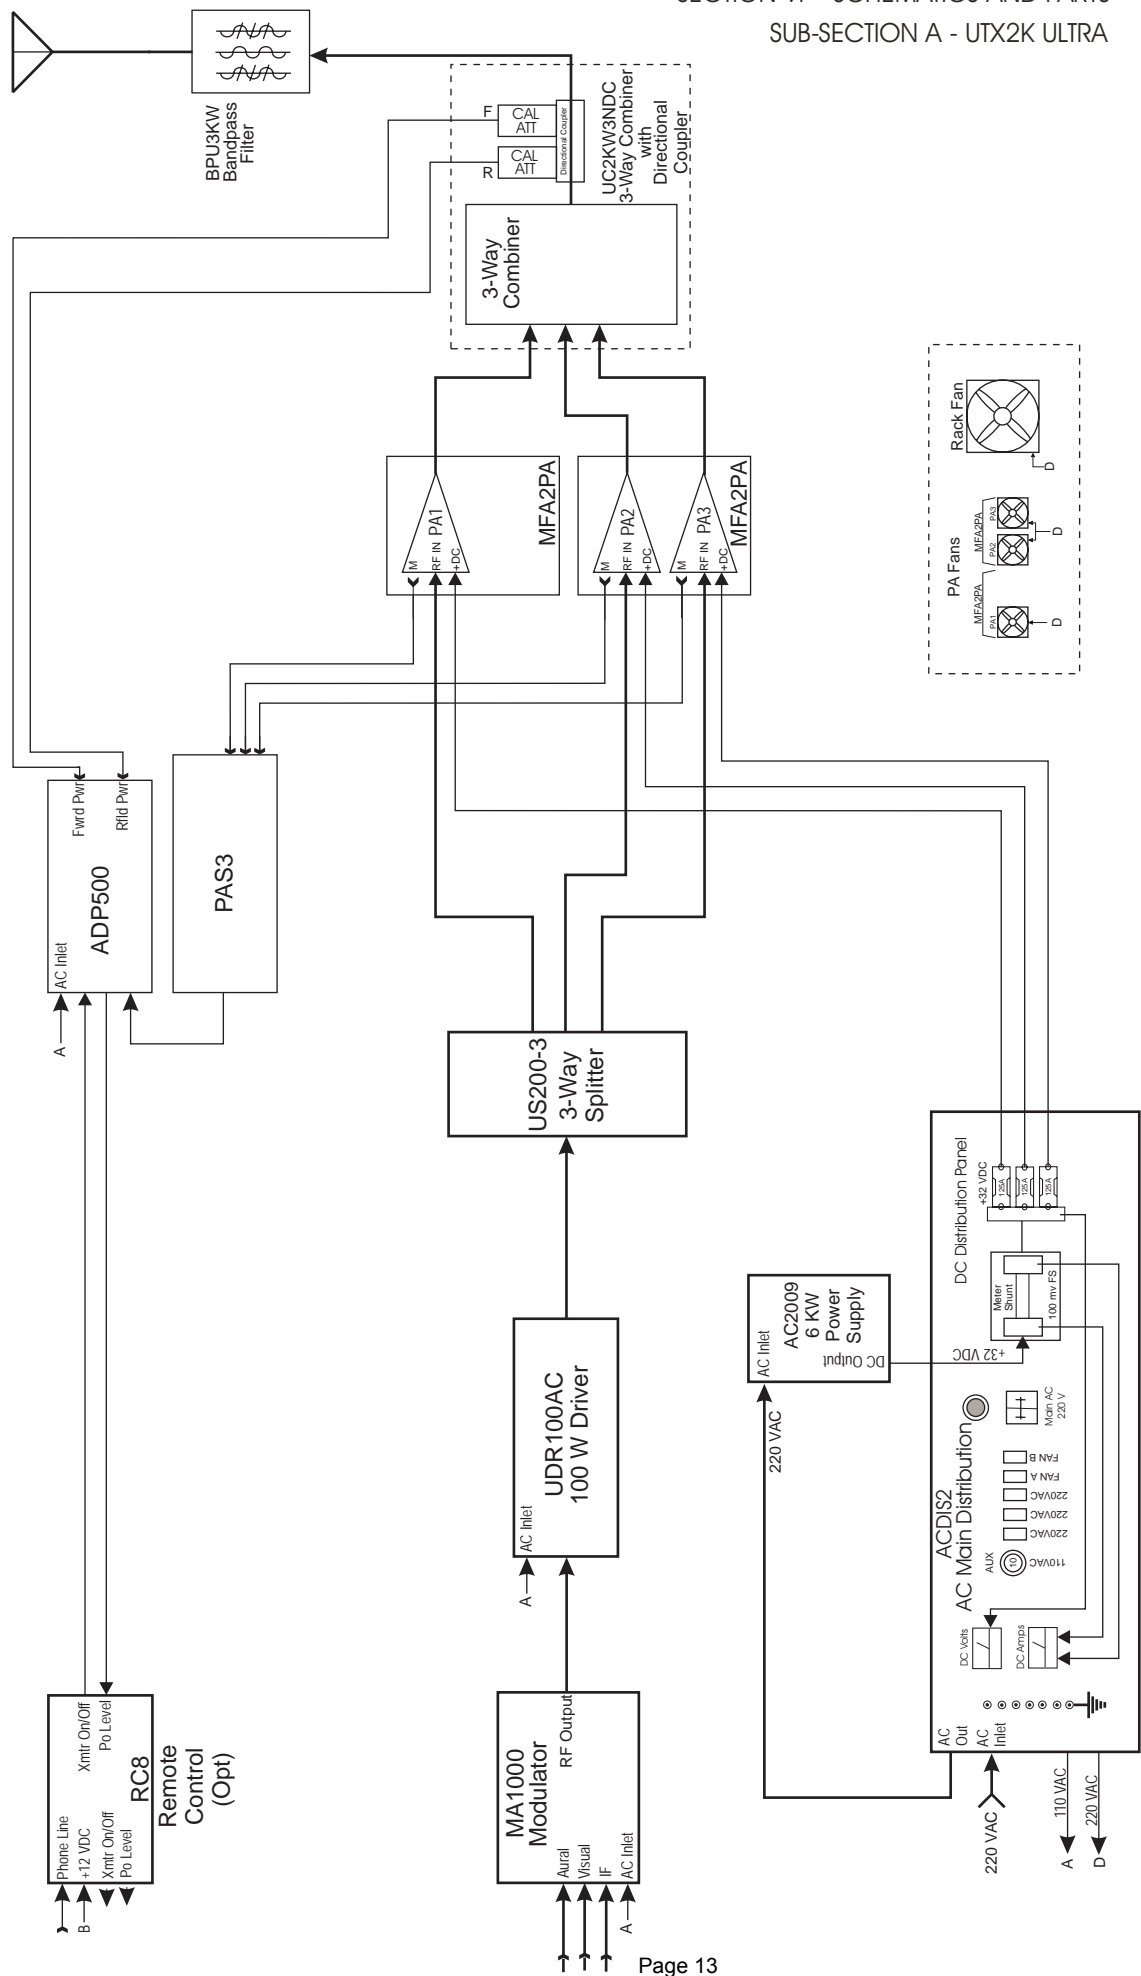 SECTION VI - SCHEMATICS AND PARTS
SUB-SECTION A - UTX2K ULTRA
BPU3KW
Bandpass
Filter
F
CAL
ATT
R
CAL
ATT
Directional Coupler
UC2KW3NDC
3-Way Combiner
with
Directional
Coupler
3-Way
Combiner
MFA2PA
M
RF IN
+DC
PA1
MFA2PA
M
RF IN
+DC
PA2
M
RF IN
+DC
PA3
Rack Fan
D
PA Fans
MFA2PA
PA1
D
MFA2PA
PA2
PA3
D
ADP500
AC Inlet
Fwrd Pwr
Rfld Pwr
A
PAS3
US200-3
3-Way
Splitter
UDR100AC
100 W Driver
AC Inlet
A
MA1000
Modulator
RF Output
Aural
Visual
IF
AC Inlet
A
RC8
Remote
Control
(Opt)
Phone Line
+12 VDC
Xmtr On/Off
Po Level
Xmtr On/Off
Po Level
B
AC2009
6 KW
Power
Supply
AC Inlet
DC Output
220 VAC
+32 VDC
ACDIS2
AC Main Distribution
DC Distribution Panel
+32 VDC
125A
125A
125A
Meter
Shunt
100 mv FS
Main AC
220 V
FAN B
FAN A
220VAC
220VAC
220VAC
AUX
10
110VAC
DC Volts
DC Amps
AC
Out
AC
Inlet
220 VAC
110 VAC
A
220 VAC
D
Page 13